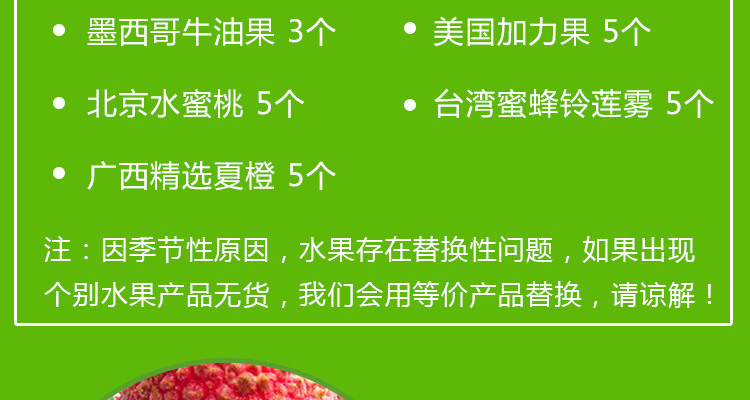 墨西哥牛油果 3个
美国加力果 5个
北京水蜜桃 5个
台湾蜜蜂铃莲雾 5个
广西精选夏橙 5个
注：因季节性原因，水果存在替换性问题，如果出现
个别水果产品无货，我们会用等价产品替换，请谅解！